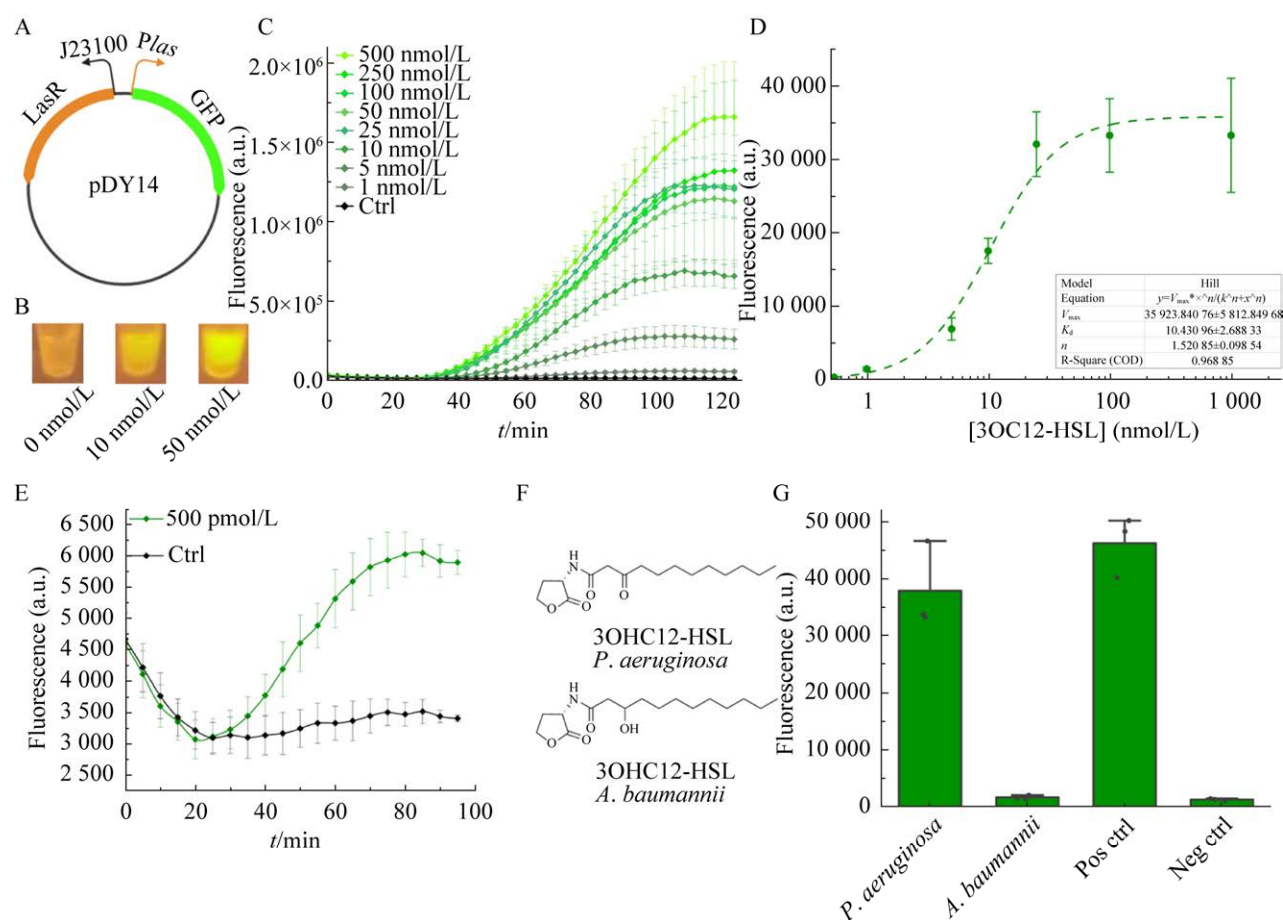 A
J23100
Plas
LasR
GFP
pDY14
B
0 nmol/L
10 nmol/L
50 nmol/L
C
500 nmol/L
250 nmol/L
100 nmol/L
50 nmol/L
25 nmol/L
10 nmol/L
5 nmol/L
1 nmol/L
Ctrl
Fluorescence (a.u.)
2.0×10⁶
1.5×10⁶
1.0×10⁶
5.0×10⁵
0.0
0 20 40 60 80 100 120
t/min
D
Fluorescence (a.u.)
40 000
30 000
20 000
10 000
0
1 10 100 1 000
[3OC12-HSL] (nmol/L)
Model Hill
Equation y=Vmax*×^n/(k^n+x^n)
Vmax 35 923.840 76±5 812.849 68
Kd 10.430 96±2.688 33
n 1.520 85±0.098 54
R-Square (COD) 0.968 85
E
500 pmol/L
Ctrl
Fluorescence (a.u.)
6 500
6 000
5 500
5 000
4 500
4 000
3 500
3 000
2 500
0 20 40 60 80 100
t/min
F
H
N
O O
O O
3OHC12-HSL
P. aeruginosa
H
N
O OH
O O
3OHC12-HSL
A. baumannii
G
Fluorescence (a.u.)
50 000
40 000
30 000
20 000
10 000
0
P. aeruginosa
A. baumannii
Pos ctrl
Neg ctrl